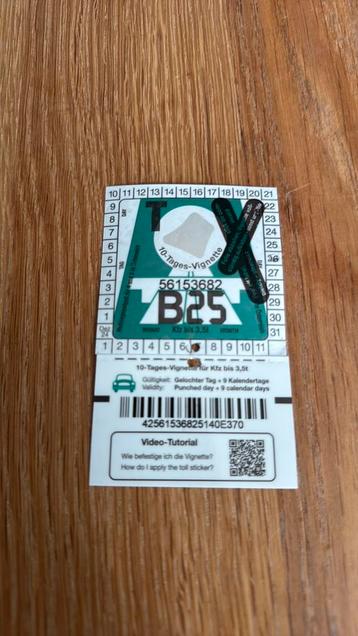 10 11 12 13 14 15 16 17 18 19 20 21
9
8
7
6
5
4
3
2
1
22
23
24
25
28
29
30
31
TAG
DAY
T
X
10-Tages-Vignette
56153682
B25
Kfz bis 3,5t
Dez
24
1 2 3 4 5 6 8 9 10 11
10-Tages-Vignette für Kfz bis 3,5t
Gültigkeit: Gelochter Tag + 9 Kalendertage
Validity: Punched day + 9 calendar days
42561536825140E370
Video-Tutorial
Wie befestige ich die Vignette?
How do I apply the toll sticker?